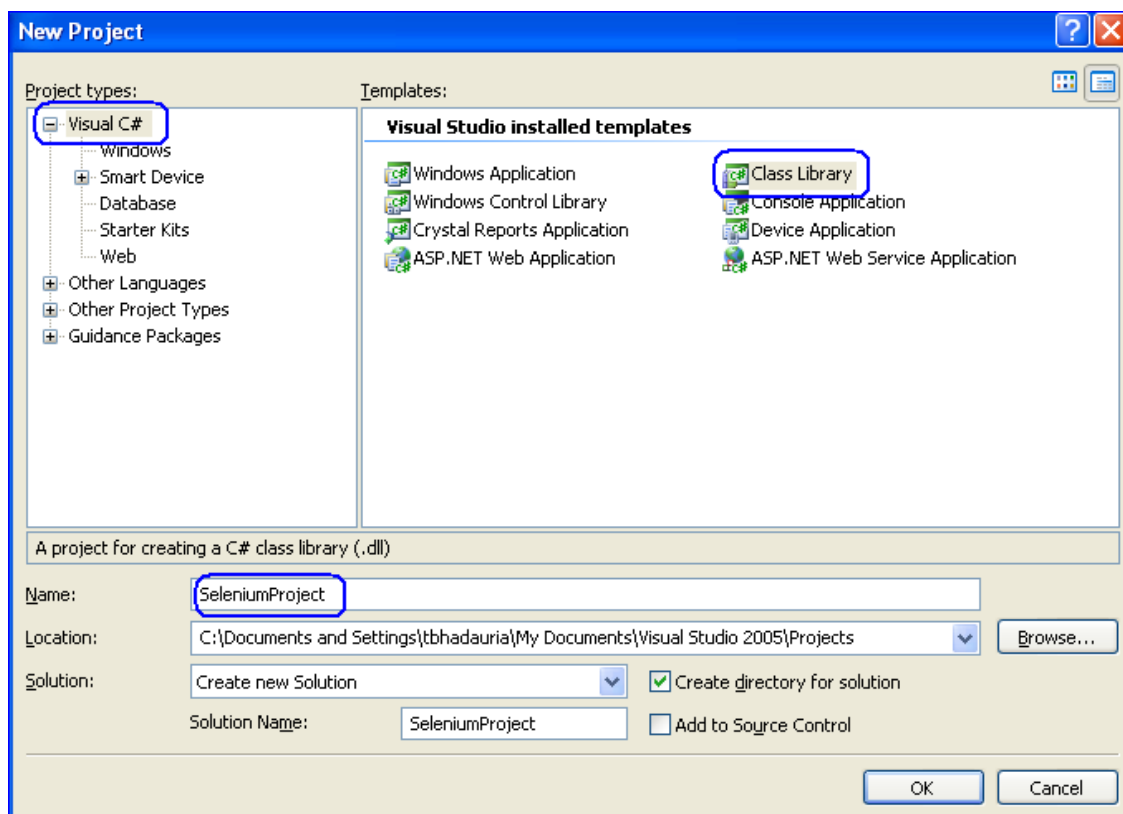 New Project
Project types:
Templates:
Visual C#
Windows
Smart Device
Database
Starter Kits
Web
Other Languages
Other Project Types
Guidance Packages
Visual Studio installed templates
Windows Application
Class Library
Windows Control Library
Console Application
Crystal Reports Application
Device Application
ASP.NET Web Application
ASP.NET Web Service Application
A project for creating a C# class library (.dll)
Name:
SeleniumProject
Location:
C:\Documents and Settings\tbhadauria\My Documents\Visual Studio 2005\Projects
Browse...
Solution:
Create new Solution
Create directory for solution
Solution Name:
SeleniumProject
Add to Source Control
OK
Cancel